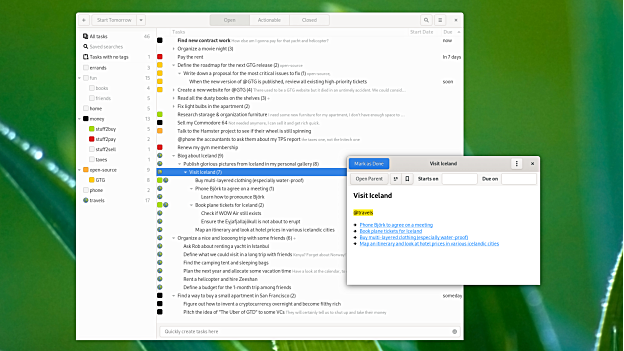 Start Tomorrow
Open
Actionable
Closed
All tasks 46
Saved searches
Tasks with no tags
errands 3
fun 15
books 4
friends 5
home 5
money 13
stuff2buy 5
stuff2pay 2
stuff2sell 1
taxes 1
open-source 9
GTG 6
phone 2
travels 17
Tasks
Start Date
Due
Find new contract work now
Organize a movie night (3)
Pay the rent In 7 days
Define the roadmap for the next GTG release (2) open-source
Write down a proposal for the most critical issues to fix (1) open-source
When the new version of @GTG is published, review all existing high-priority tickets soon
Create a new website for @GTG (4)
Read all the dusty books on the shelves (3)
Fix light bulbs in the apartment (2)
Research storage & organization furniture
Sell my Commodore 64
Talk to the Hamster project to see if their wheel is still spinning
@phone the accountants to ask them about my TPS report
Renew my gym membership
Blog about Iceland (9)
Publish glorious pictures from Iceland in my personal gallery (8)
Visit Iceland (7)
Buy multi-layered clothing (especially water-proof)
Phone Björk to agree on a meeting (1)
Learn how to pronounce Björk
Book plane tickets for Iceland (2)
Check if WOW Air still exists
Ensure the Eyjafjallajökull is not about to erupt
Map an itinerary and look at hotel prices in various icelandic cities
Organize a nice and looong trip with some friends (6)
Ask Rob about renting a yacht in Istanbul
Define what we could visit in a long trip with friends
Find the camping tent and sleeping bags
Plan the next year and allocate some vacation time
Rent a helicopter and hire Zeeshan
Define a budget for the 1-month trip among friends
Find a way to buy a small apartment in San Francisco (2) someday
Figure out how to invent a cryptocurrency overnight and become filthy rich
Pitch the idea of "The Uber of GTD" to some VCs
Quickly create tasks here
Mark as Done
Visit Iceland
Open Parent
Starts on
Due on
Visit Iceland
@travels
Phone Björk to agree on a meeting
Book plane tickets for Iceland
Buy multi-layered clothing (especially water-proof)
Map an itinerary and look at hotel prices in various icelandic cities